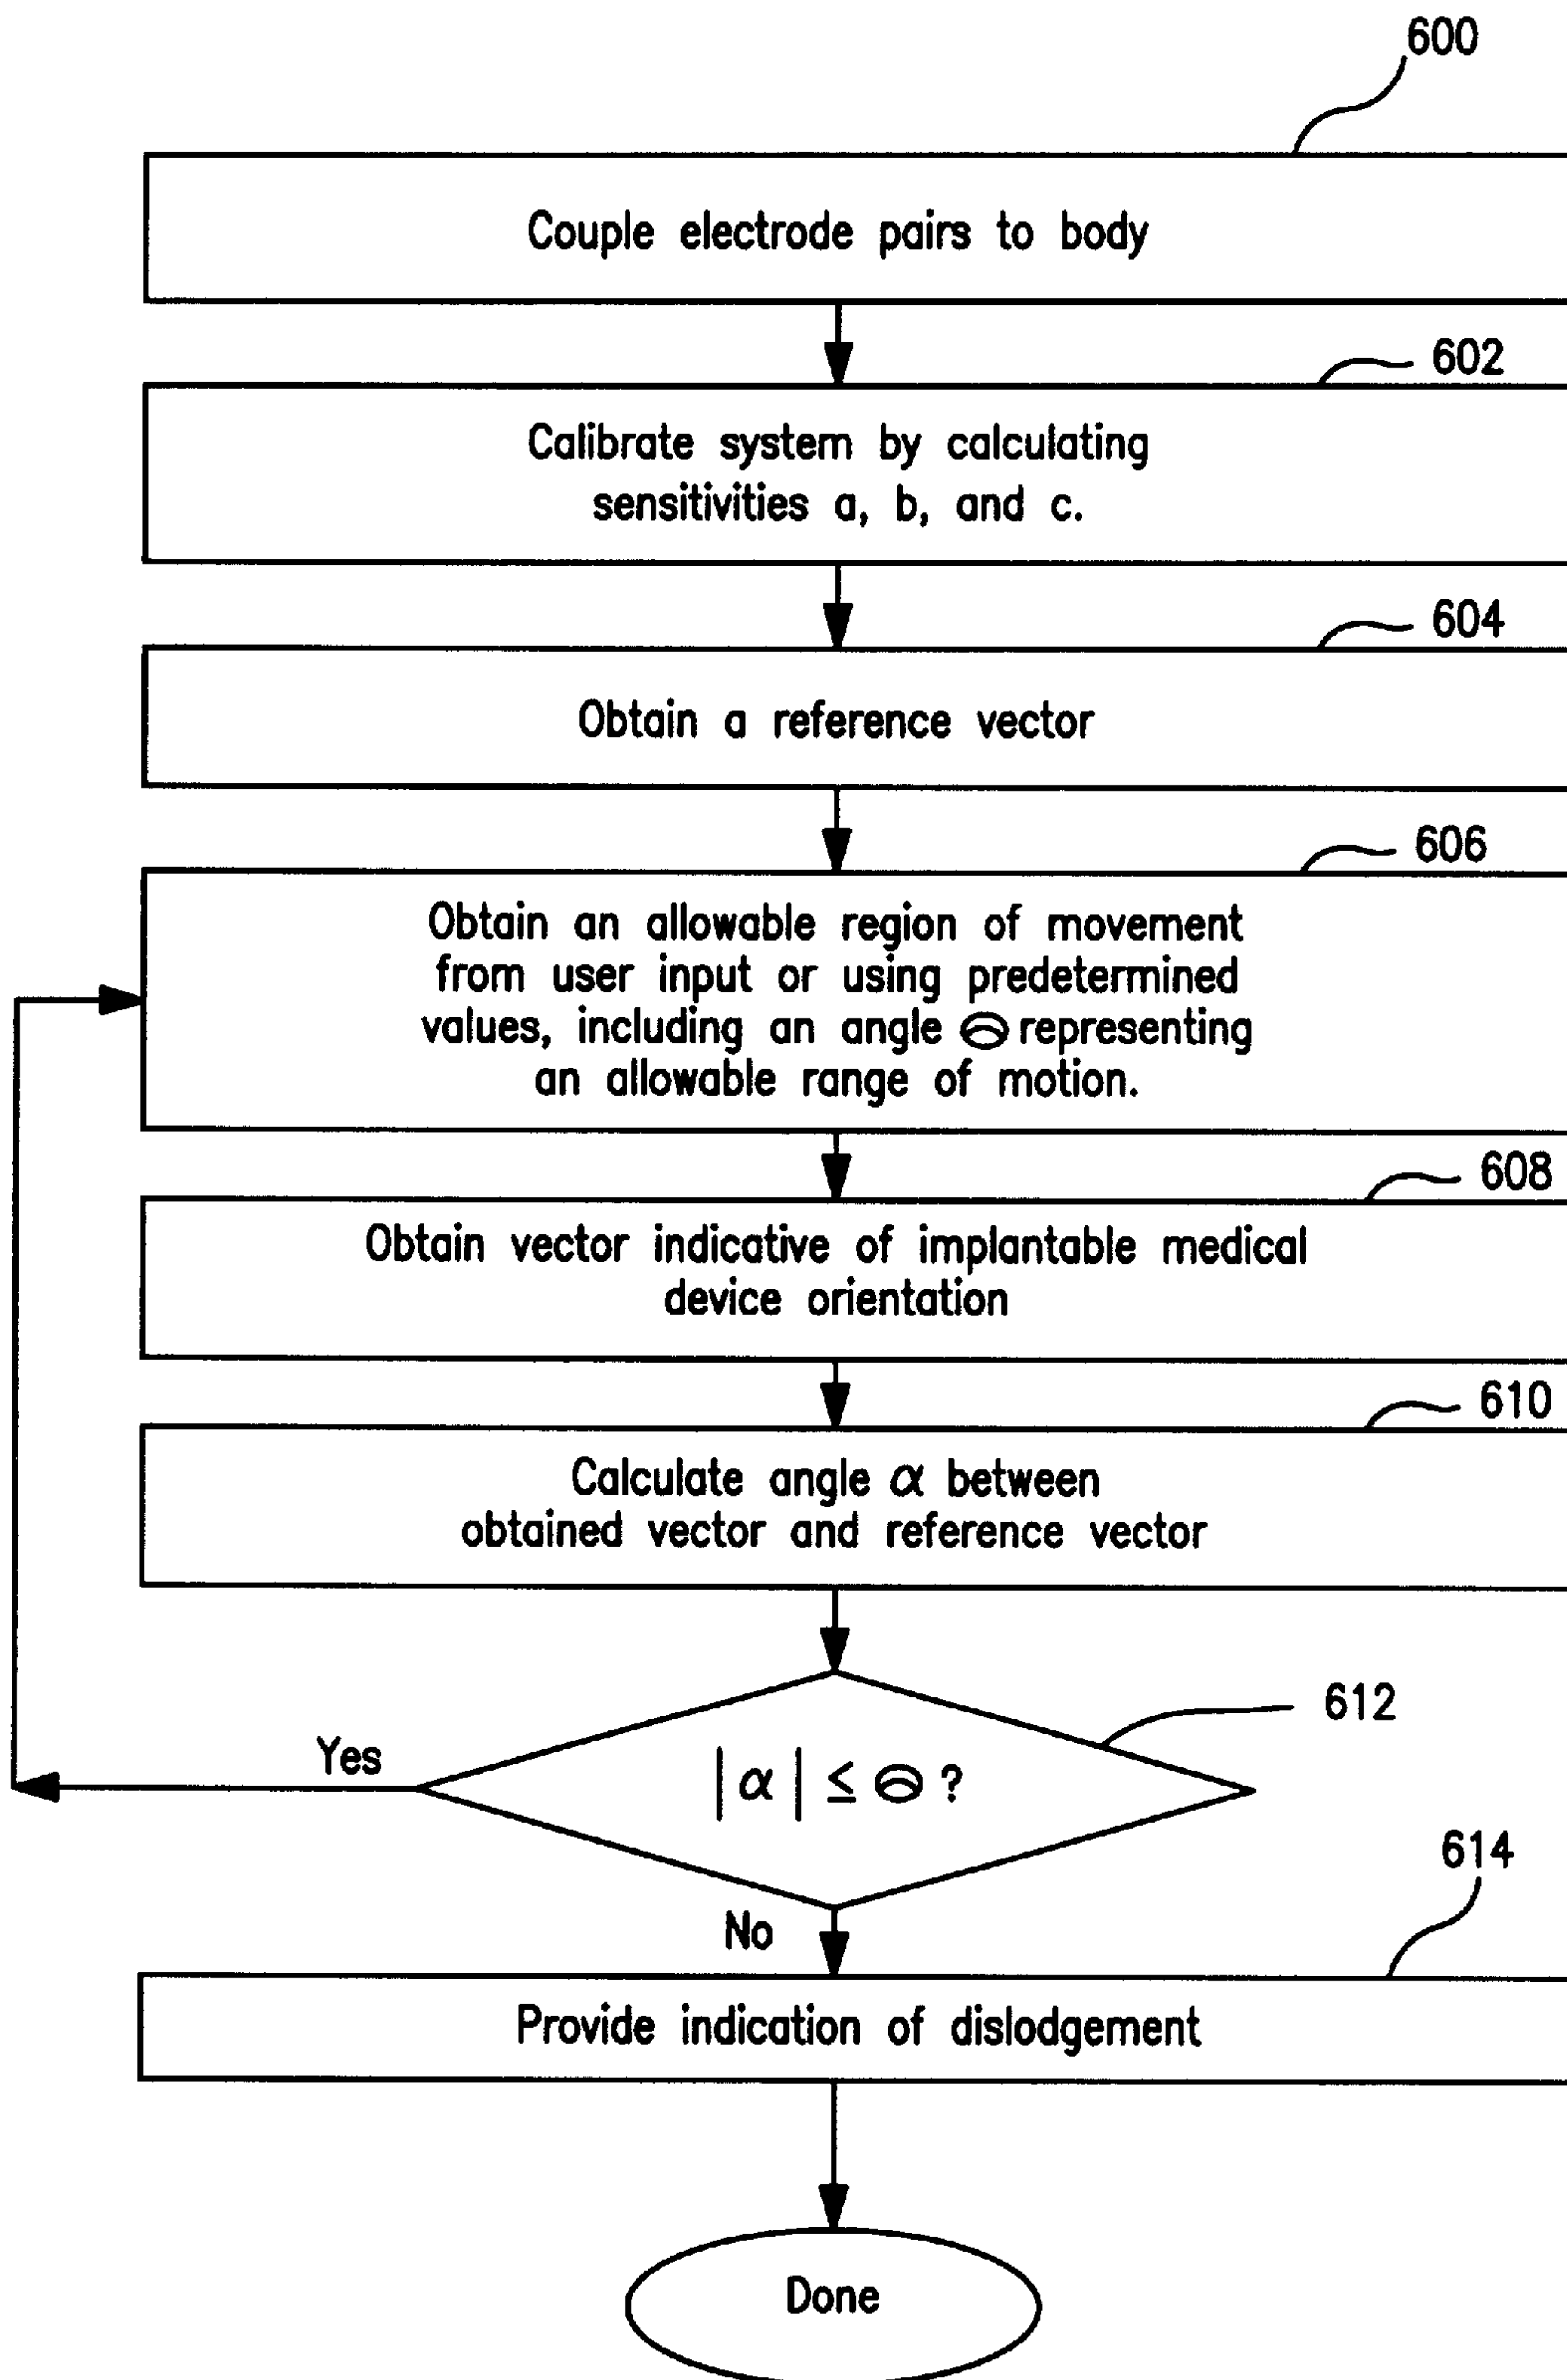 600
Couple electrode pairs to body
602
Calibrate system by calculating
sensitivities a, b, and c.
604
Obtain a reference vector
606
Obtain an allowable region of movement
from user input or using predetermined
values, including an angle Θ representing
an allowable range of motion.
608
Obtain vector indicative of implantable medical
device orientation
610
Calculate angle α between
obtained vector and reference vector
612
Yes
| α | ≤ Θ ?
614
No
Provide indication of dislodgement
Done